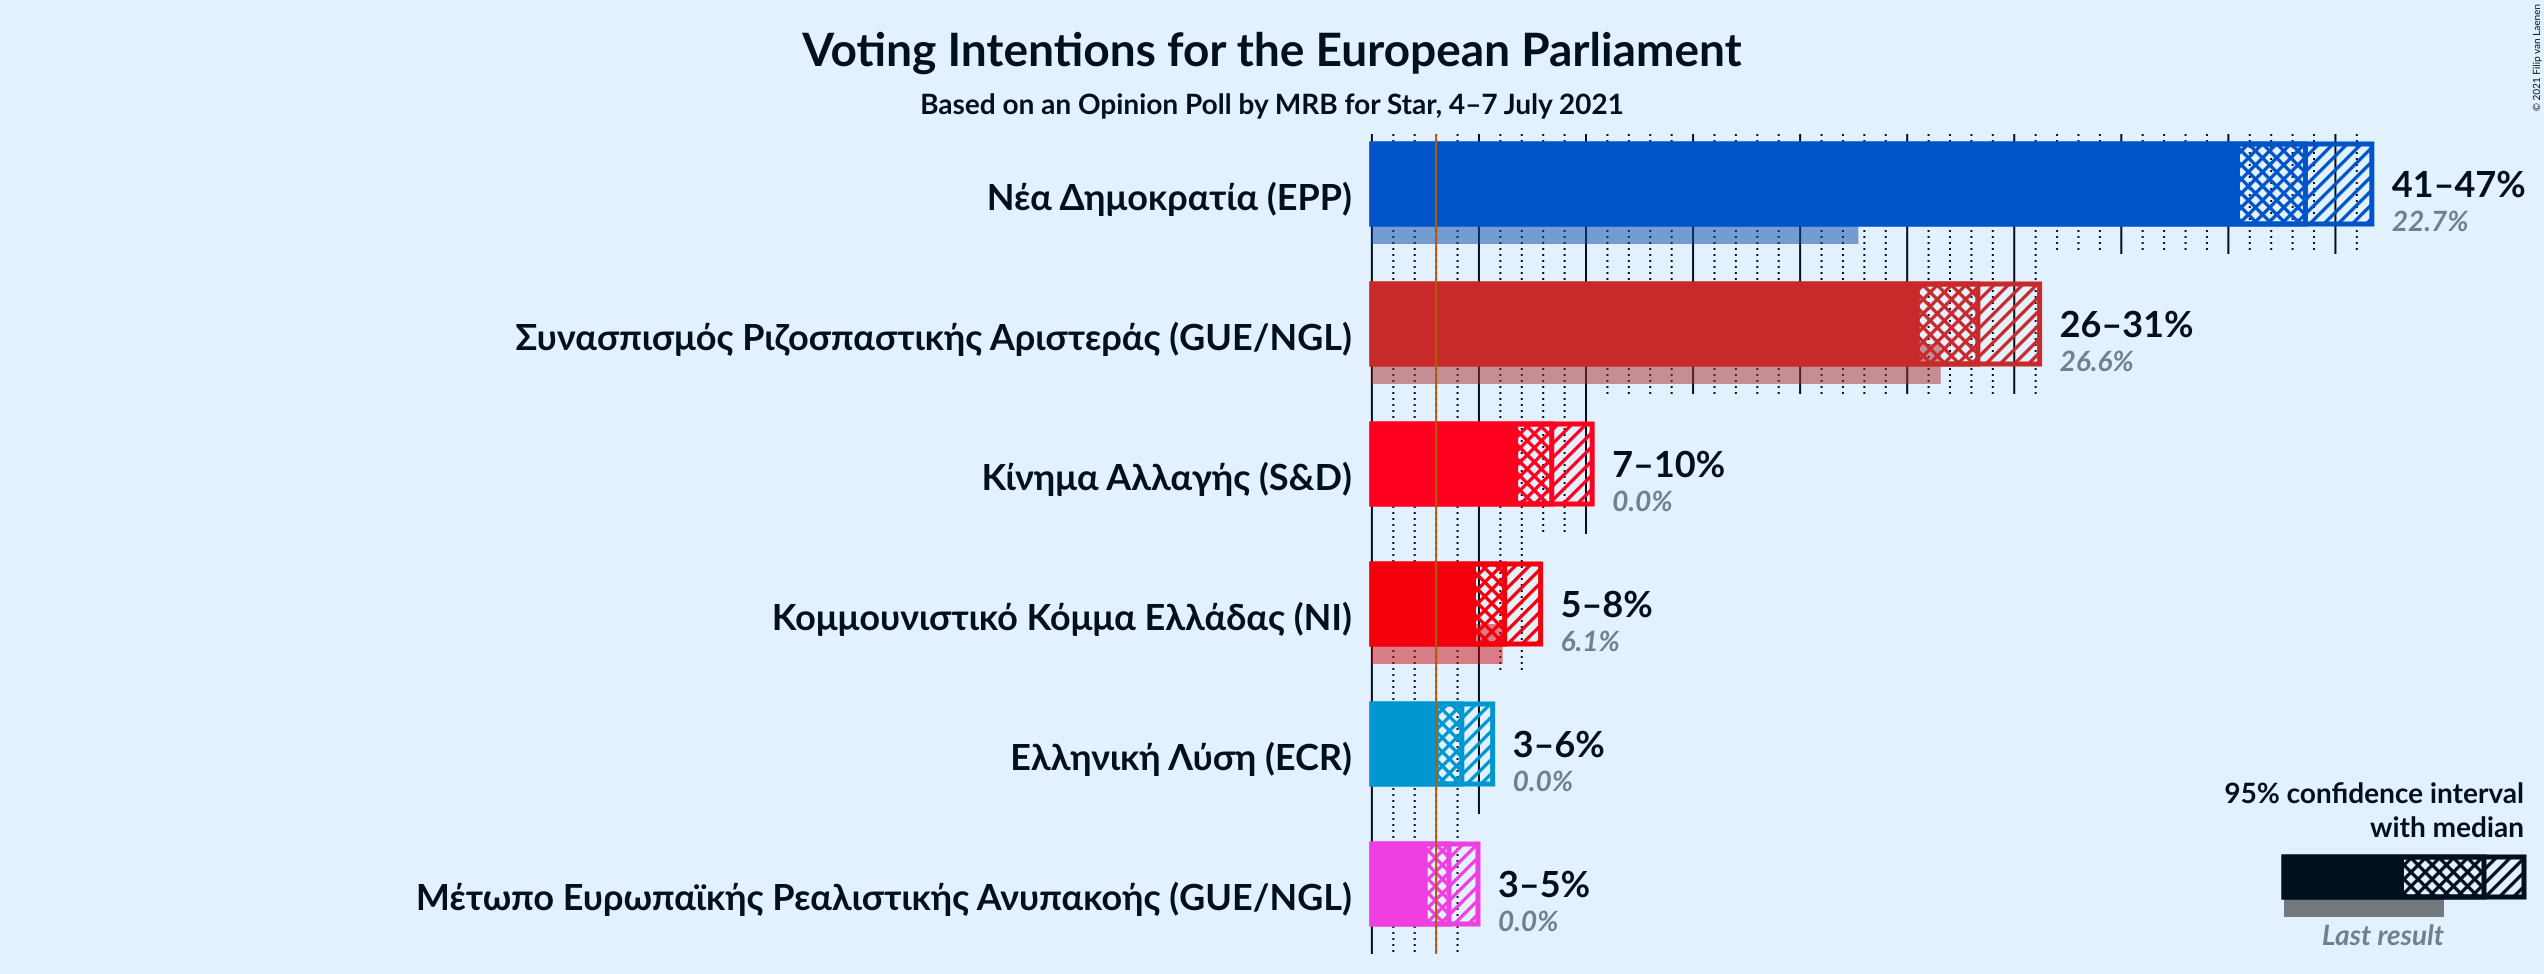 Voting Intentions for the European Parliament
Based on an Opinion Poll by MRB for Star, 4–7 July 2021
© 2021 Filip van Laenen
Νέα Δημοκρατία (EPP)
41–47%
22.7%
Συνασπισμός Ριζοσπαστικής Αριστεράς (GUE/NGL)
26–31%
26.6%
Κίνημα Αλλαγής (S&D)
7–10%
0.0%
Κομμουνιστικό Κόμμα Ελλάδας (NI)
5–8%
6.1%
Ελληνική Λύση (ECR)
3–6%
0.0%
Μέτωπο Ευρωπαϊκής Ρεαλιστικής Ανυπακοής (GUE/NGL)
3–5%
0.0%
95% confidence interval
with median
Last result